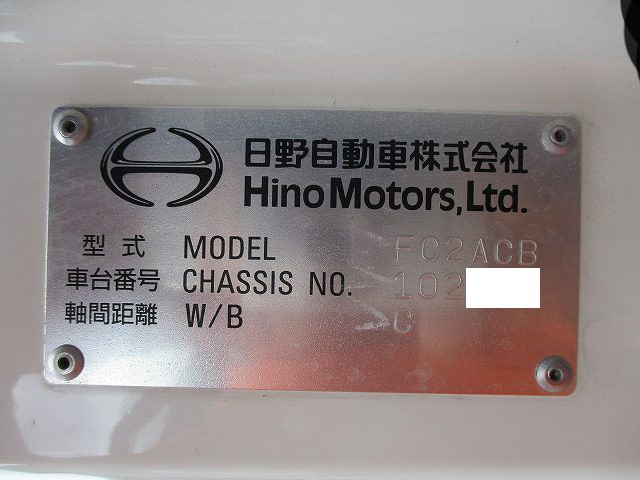 日野自動車株式会社
Hino Motors, Ltd.
型式 MODEL FC2ACB
車台番号 CHASSIS NO. 102
軸間距離 W/B C